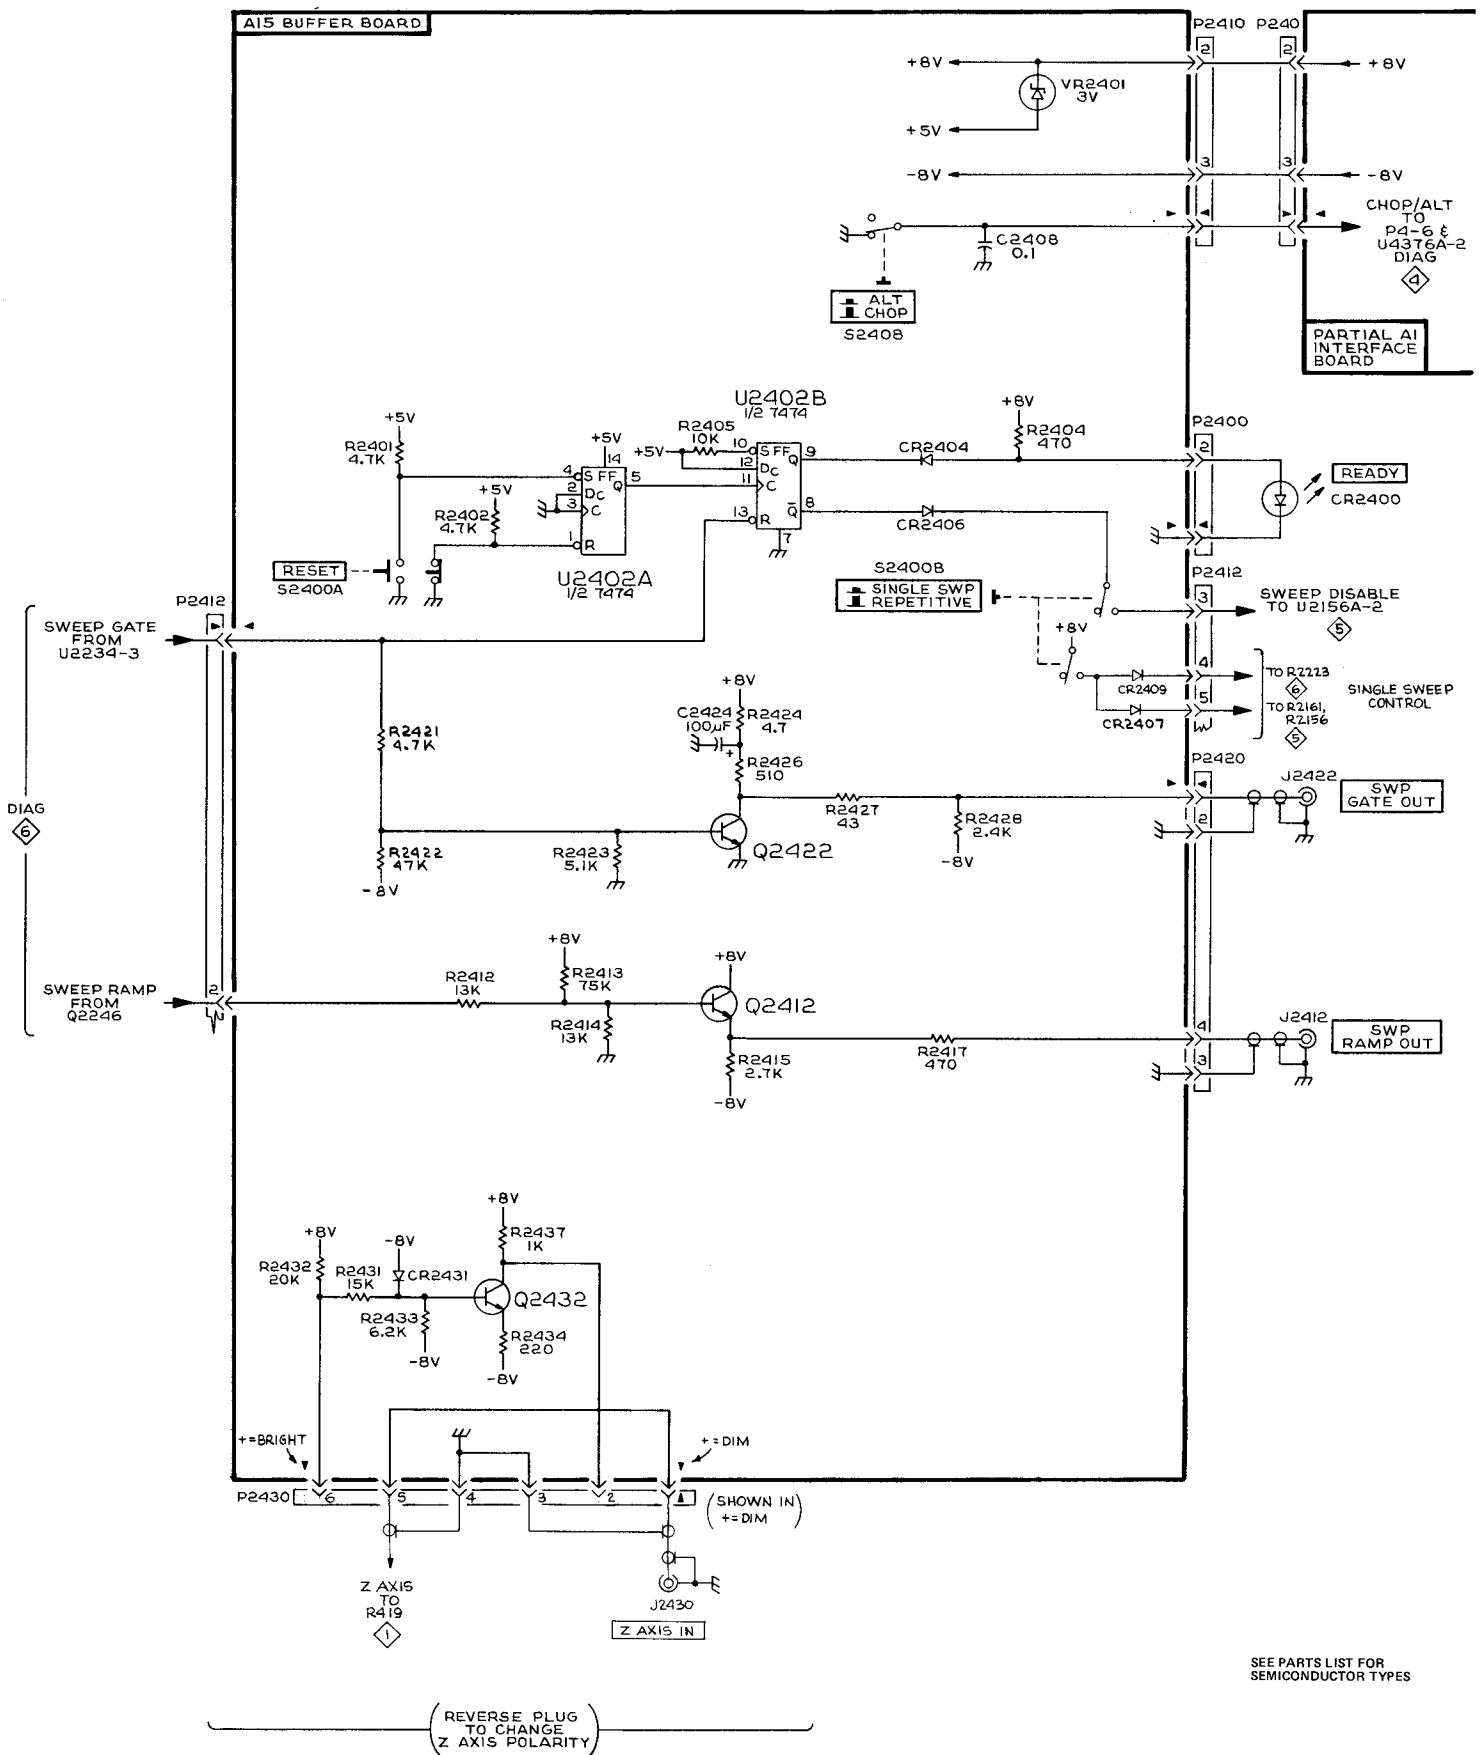 A15 BUFFER BOARD
P2410 P240
2
2
+8V
+8V
VR2401
3V
+5V
-8V
3
3
-8V
CHOP/ALT
TO
P4-6 &
U4376A-2
DIAG
4
C2408
0.1
ALT
CHOP
S2408
PARTIAL A1
INTERFACE
BOARD
U2402B
1/2 7474
+5V
R2401
4.7K
+5V
14
4
S FF
Q
5
2
DC
3
C
1
R
+5V
R2402
4.7K
U2402A
1/2 7474
RESET
S2400A
R2405
10K
+5V
10
S FF
Q
9
12
DC
11
C
13
R
Q̄
8
7
CR2404
+8V
R2404
470
CR2406
P2400
2
READY
CR2400
S2400B
SINGLE SWP
REPETITIVE
P2412
3
SWEEP DISABLE
TO U2156A-2
5
+8V
4
CR2409
TO R2223
6
5
CR2407
TO R2161,
R2156
5
SINGLE SWEEP
CONTROL
P2412
SWEEP GATE
FROM
U2234-3
DIAG
6
R2421
4.7K
R2422
47K
-8V
R2423
5.1K
+8V
C2424
100µF
+
R2424
4.7
R2426
510
Q2422
R2427
43
R2428
2.4K
-8V
P2420
2
J2422
SWP
GATE OUT
SWEEP RAMP
FROM
Q2246
2
R2412
13K
+8V
R2413
75K
R2414
13K
+8V
Q2412
R2415
2.7K
-8V
R2417
470
4
3
J2412
SWP
RAMP OUT
+8V
R2432
20K
R2431
15K
-8V
CR2431
R2433
6.2K
-8V
+8V
R2437
1K
Q2432
R2434
220
-8V
+=BRIGHT
+=DIM
P2430
6
5
4
3
2
(SHOWN IN
+=DIM)
Z AXIS
TO
R419
1
J2430
Z AXIS IN
SEE PARTS LIST FOR
SEMICONDUCTOR TYPES
(REVERSE PLUG
TO CHANGE
Z AXIS POLARITY)